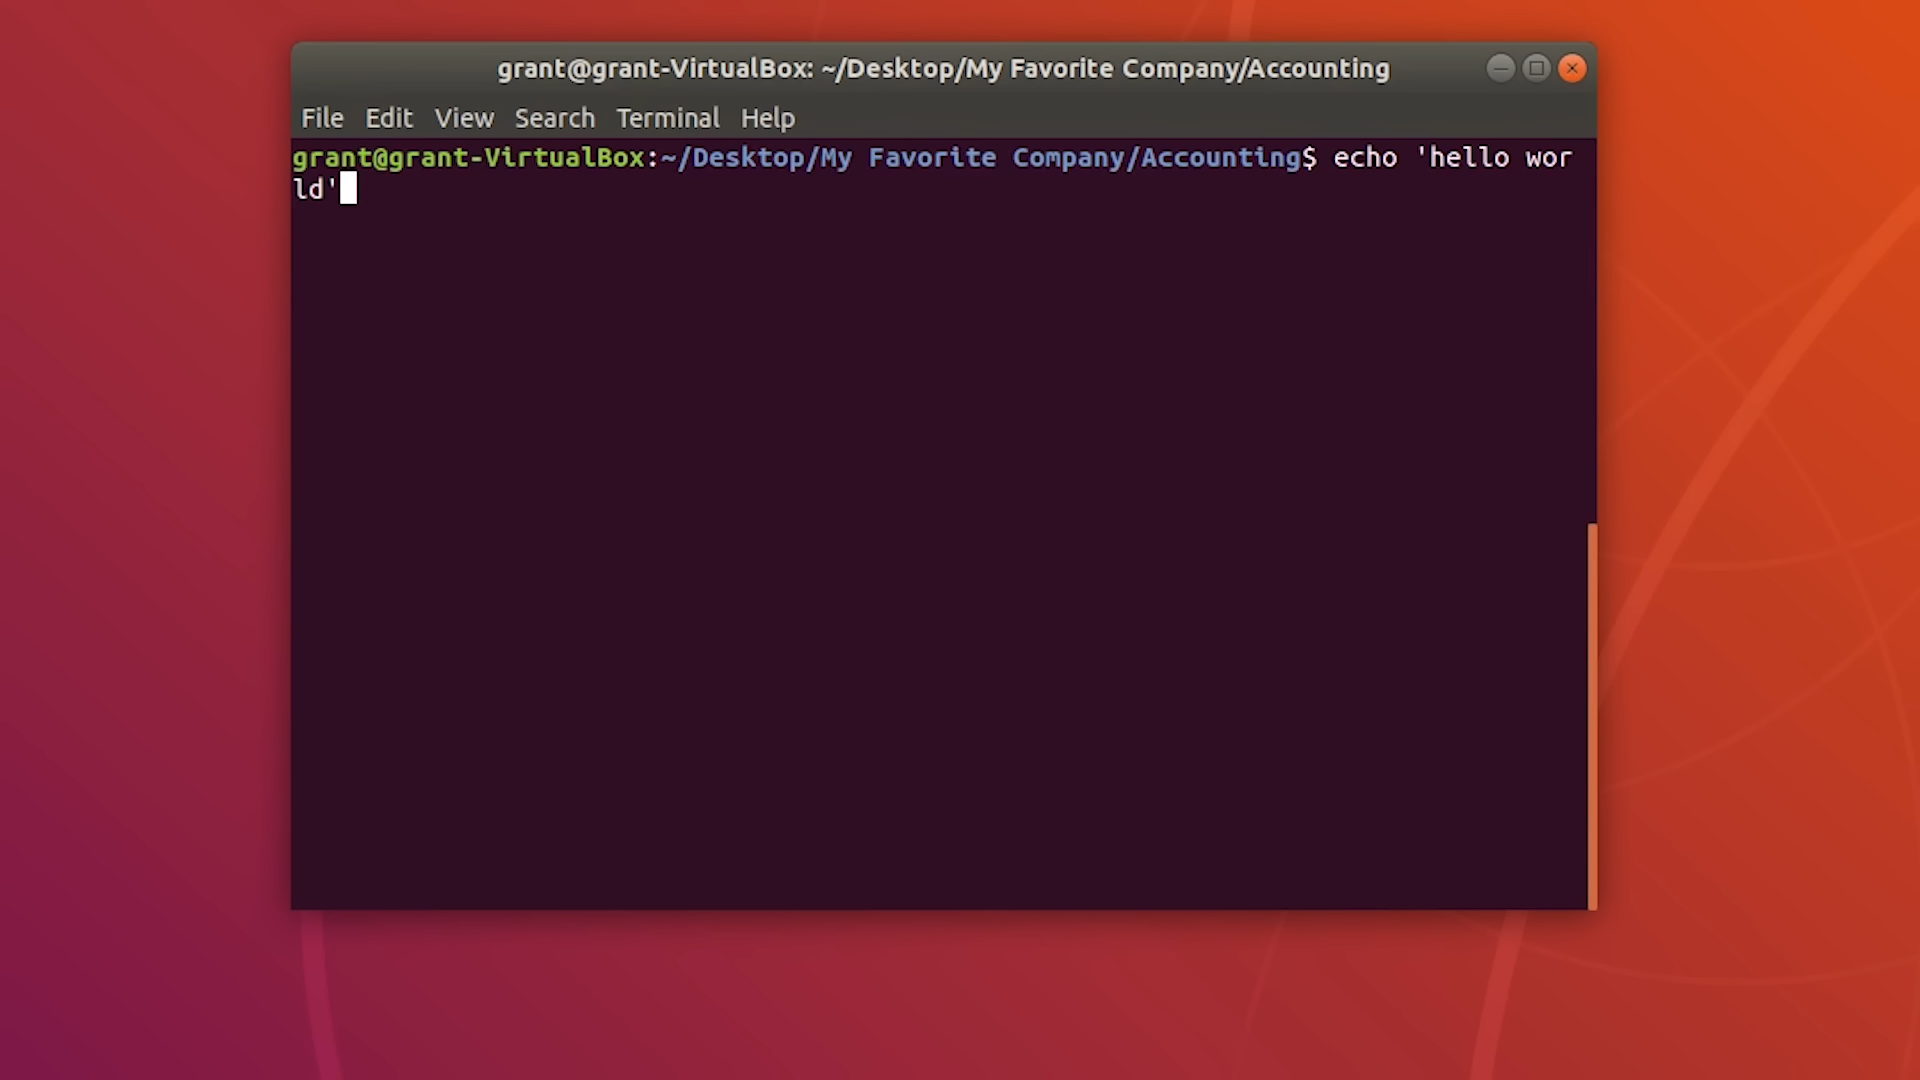 grant@grant-VirtualBox: ~/Desktop/My Favorite Company/Accounting
File Edit View Search Terminal Help
grant@grant-VirtualBox:~/Desktop/My Favorite Company/Accounting$ echo 'hello wor
ld'